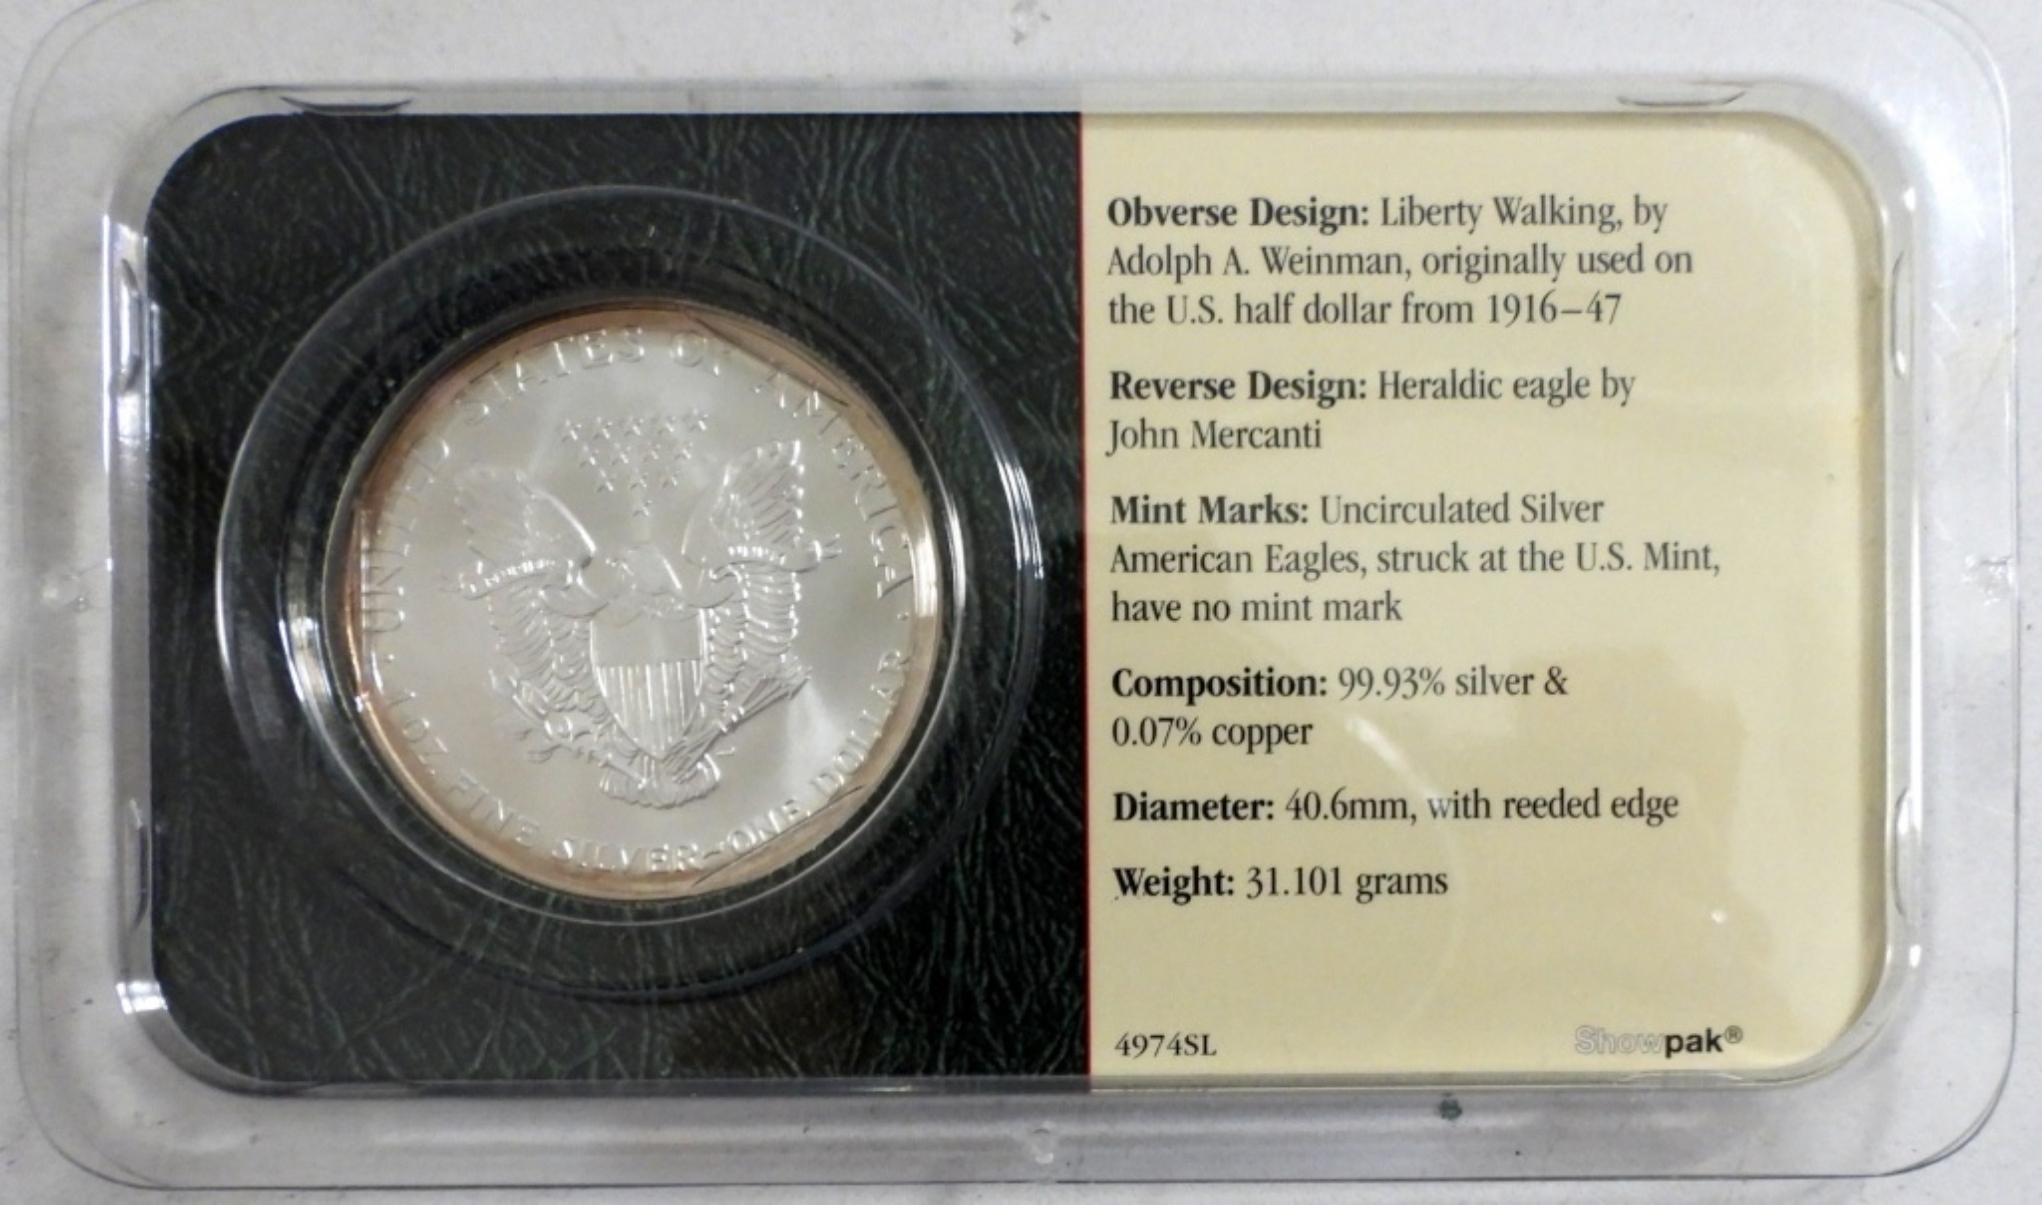 UNITED STATES OF AMERICA
1 OZ. FINE SILVER-ONE DOLLAR
Obverse Design: Liberty Walking, by
Adolph A. Weinman, originally used on
the U.S. half dollar from 1916–47
Reverse Design: Heraldic eagle by
John Mercanti
Mint Marks: Uncirculated Silver
American Eagles, struck at the U.S. Mint,
have no mint mark
Composition: 99.93% silver &
0.07% copper
Diameter: 40.6mm, with reeded edge
Weight: 31.101 grams
4974SL
Showpak®